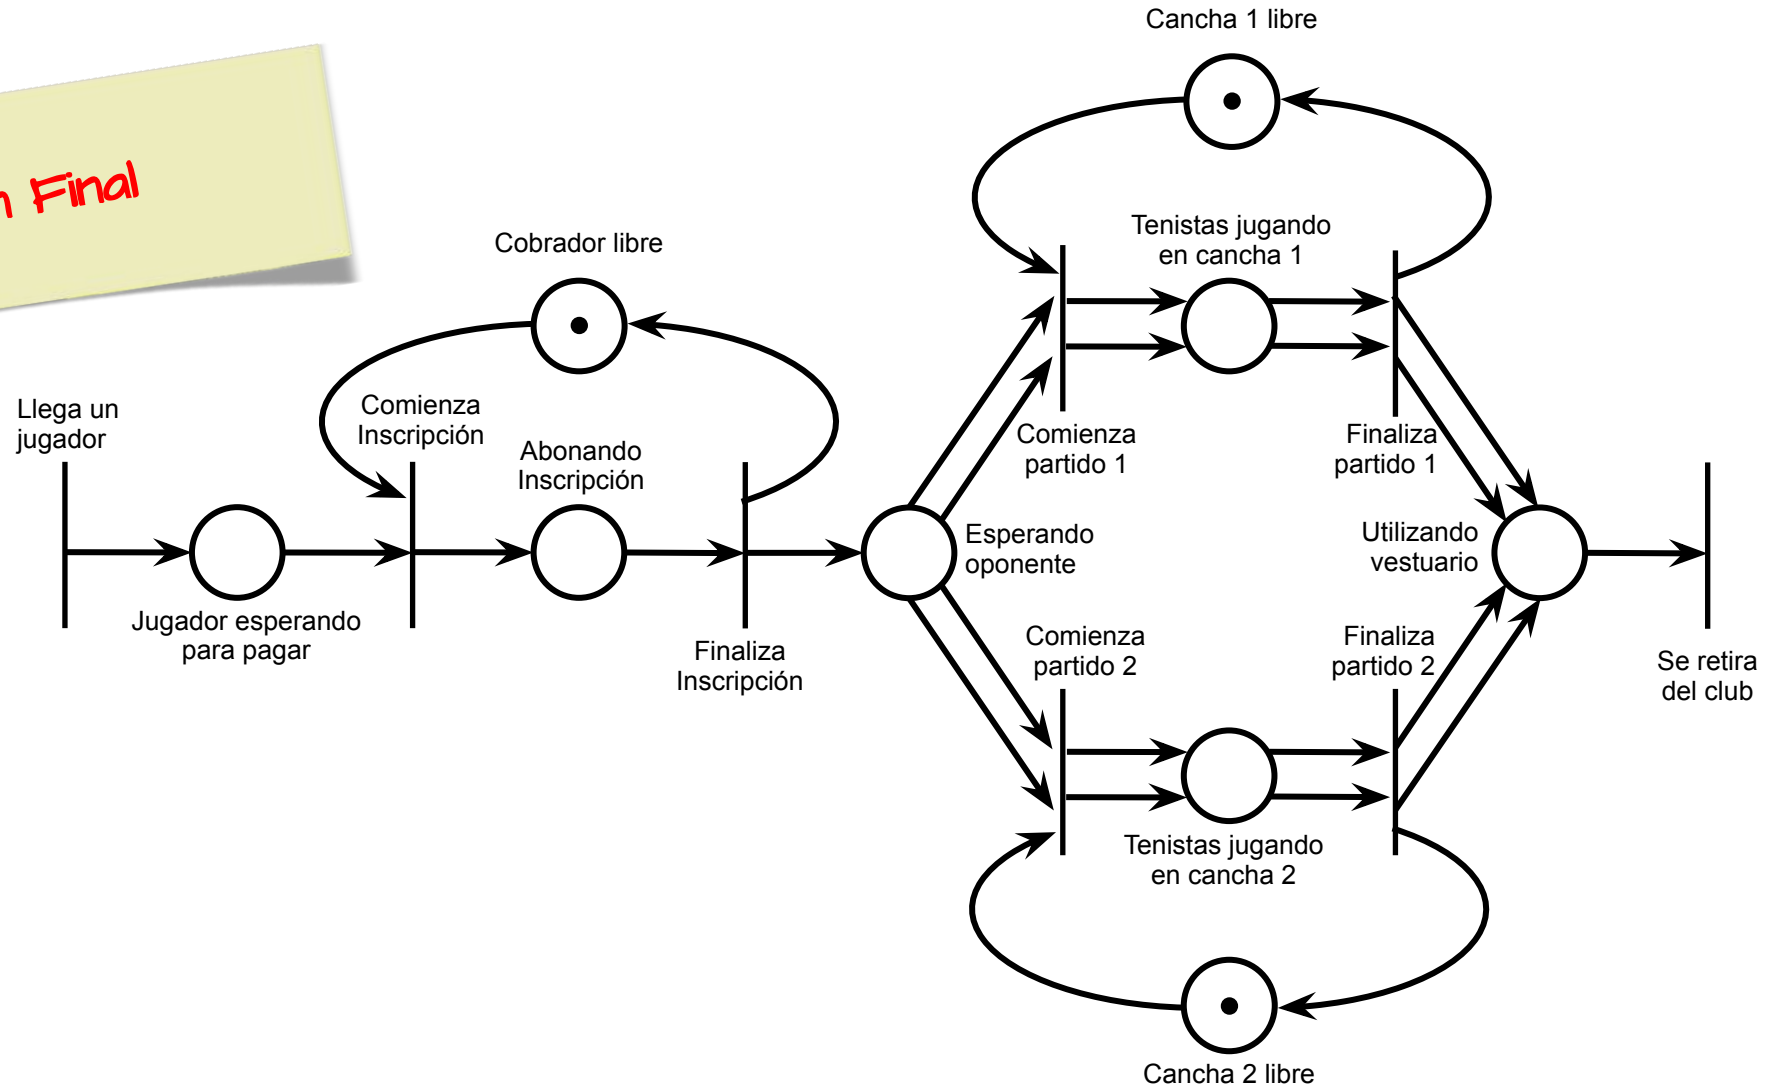 Final
Cancha 1 libre
Cobrador libre
Tenistas jugando
en cancha 1
Llega un
jugador
Comienza
Inscripción
Abonando
Inscripción
Comienza
partido 1
Finaliza
partido 1
Esperando
oponente
Utilizando
vestuario
Jugador esperando
para pagar
Finaliza
Inscripción
Comienza
partido 2
Finaliza
partido 2
Se retira
del club
Tenistas jugando
en cancha 2
Cancha 2 libre